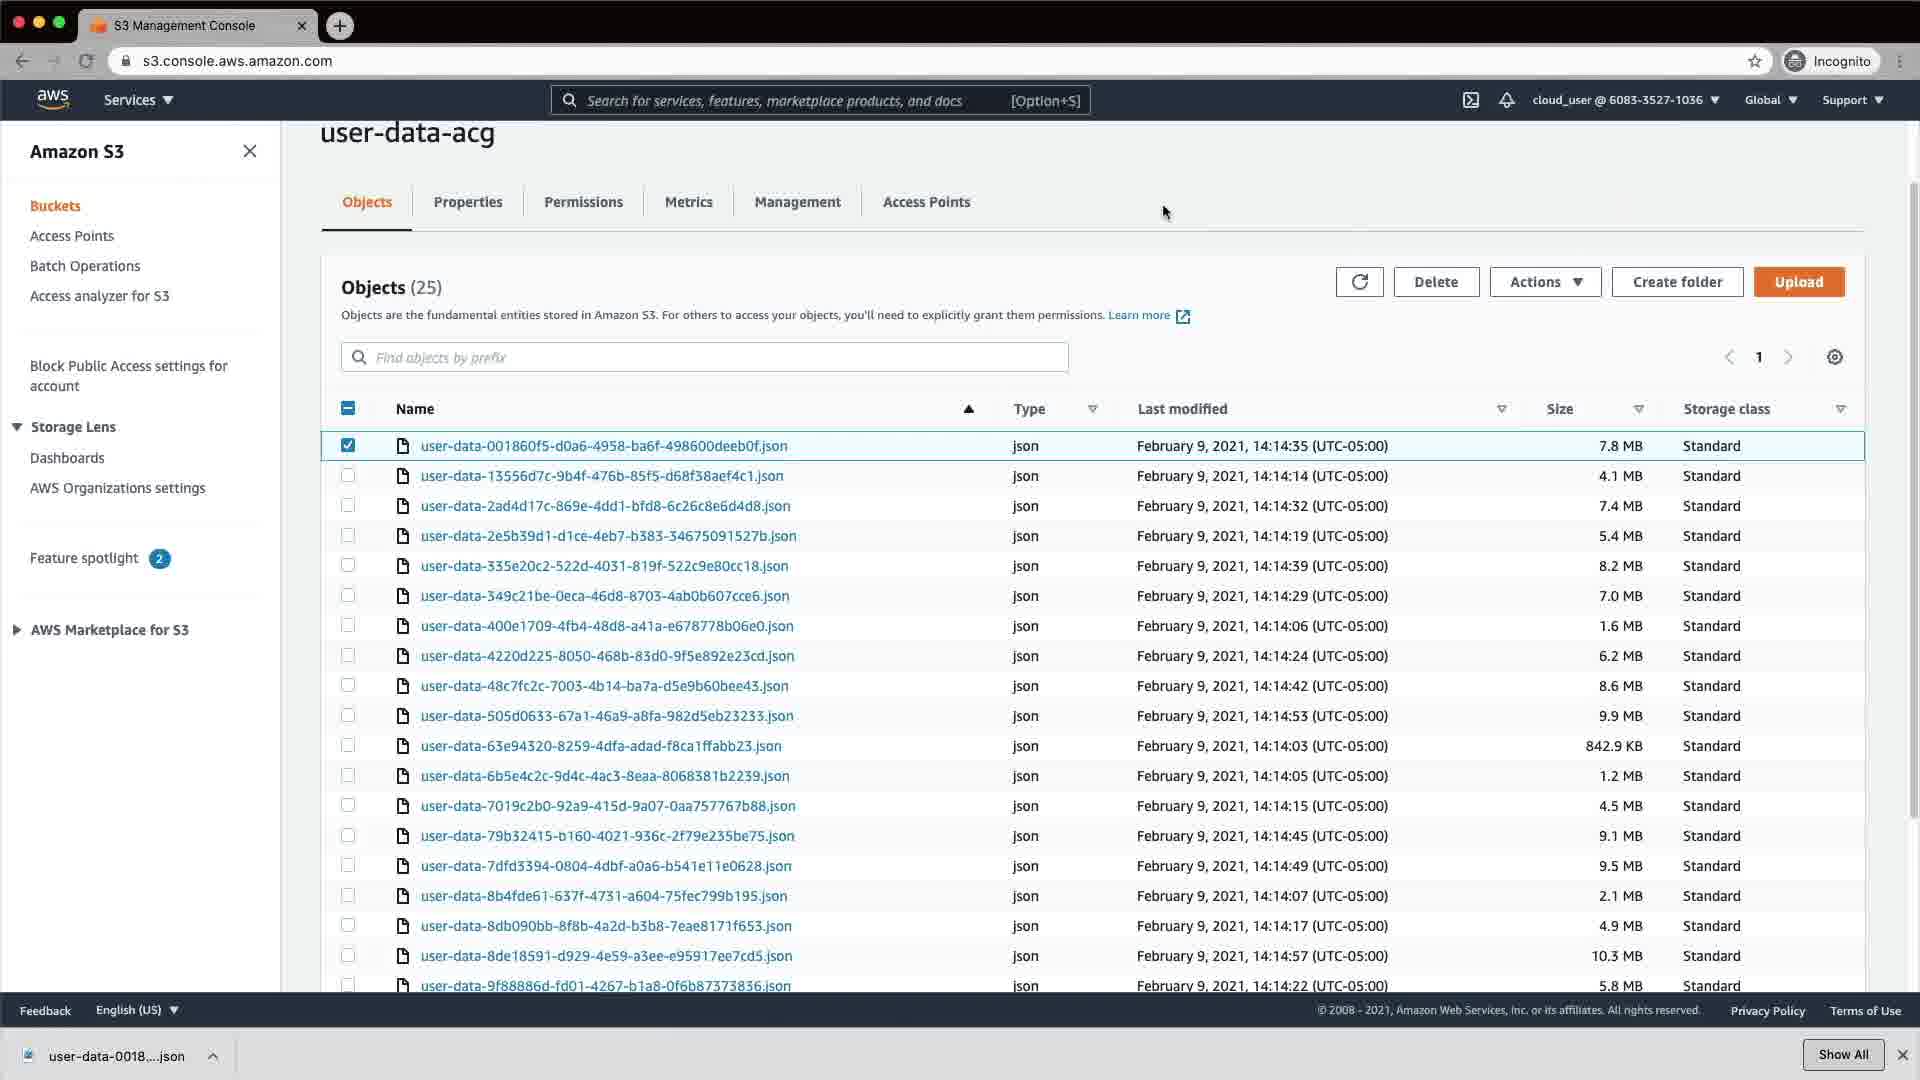 S3 Management Console
s3.console.aws.amazon.com
Incognito
aws
Services
Search for services, features, marketplace products, and docs [Option+S]
cloud_user @ 6083-3527-1036
Global
Support
Amazon S3
Buckets
Access Points
Batch Operations
Access analyzer for S3
Block Public Access settings for
account
Storage Lens
Dashboards
AWS Organizations settings
Feature spotlight 2
AWS Marketplace for S3
user-data-acg
Objects Properties Permissions Metrics Management Access Points
Objects (25)
Delete Actions Create folder Upload
Objects are the fundamental entities stored in Amazon S3. For others to access your objects, you'll need to explicitly grant them permissions. Learn more
Find objects by prefix
1
Name Type Last modified Size Storage class
user-data-001860f5-d0a6-4958-ba6f-498600deeb0f.json json February 9, 2021, 14:14:35 (UTC-05:00) 7.8 MB Standard
user-data-13556d7c-9b4f-476b-85f5-d68f38aef4c1.json json February 9, 2021, 14:14:14 (UTC-05:00) 4.1 MB Standard
user-data-2ad4d17c-869e-4dd1-bfd8-6c26c8e6d4d8.json json February 9, 2021, 14:14:32 (UTC-05:00) 7.4 MB Standard
user-data-2e5b39d1-d1ce-4eb7-b383-34675091527b.json json February 9, 2021, 14:14:19 (UTC-05:00) 5.4 MB Standard
user-data-335e20c2-522d-4031-819f-522c9e80cc18.json json February 9, 2021, 14:14:39 (UTC-05:00) 8.2 MB Standard
user-data-349c21be-0eca-46d8-8703-4ab0b607cce6.json json February 9, 2021, 14:14:29 (UTC-05:00) 7.0 MB Standard
user-data-400e1709-4fb4-48d8-a41a-e678778b06e0.json json February 9, 2021, 14:14:06 (UTC-05:00) 1.6 MB Standard
user-data-4220d225-8050-468b-83d0-9f5e892e23cd.json json February 9, 2021, 14:14:24 (UTC-05:00) 6.2 MB Standard
user-data-48c7fc2c-7003-4b14-ba7a-d5e9b60bee43.json json February 9, 2021, 14:14:42 (UTC-05:00) 8.6 MB Standard
user-data-505d0633-67a1-46a9-a8fa-982d5eb23233.json json February 9, 2021, 14:14:53 (UTC-05:00) 9.9 MB Standard
user-data-63e94320-8259-4dfa-adad-f8ca1ffabb23.json json February 9, 2021, 14:14:03 (UTC-05:00) 842.9 KB Standard
user-data-6b5e4c2c-9d4c-4ac3-8eaa-8068381b2239.json json February 9, 2021, 14:14:05 (UTC-05:00) 1.2 MB Standard
user-data-7019c2b0-92a9-415d-9a07-0aa757767b88.json json February 9, 2021, 14:14:15 (UTC-05:00) 4.5 MB Standard
user-data-79b32415-b160-4021-936c-2f79e235be75.json json February 9, 2021, 14:14:45 (UTC-05:00) 9.1 MB Standard
user-data-7dfd3394-0804-4dbf-a0a6-b541e11e0628.json json February 9, 2021, 14:14:49 (UTC-05:00) 9.5 MB Standard
user-data-8b4fde61-637f-4731-a604-75fec799b195.json json February 9, 2021, 14:14:07 (UTC-05:00) 2.1 MB Standard
user-data-8db090bb-8f8b-4a2d-b3b8-7eae8171f653.json json February 9, 2021, 14:14:17 (UTC-05:00) 4.9 MB Standard
user-data-8de18591-d929-4e59-a3ee-e95917ee7cd5.json json February 9, 2021, 14:14:57 (UTC-05:00) 10.3 MB Standard
user-data-9f88886d-fd01-4267-b1a8-0f6b87373836.json json February 9, 2021, 14:14:22 (UTC-05:00) 5.8 MB Standard
Feedback English (US) © 2008 - 2021, Amazon Web Services, Inc. or its affiliates. All rights reserved. Privacy Policy Terms of Use
user-data-0018....json Show All